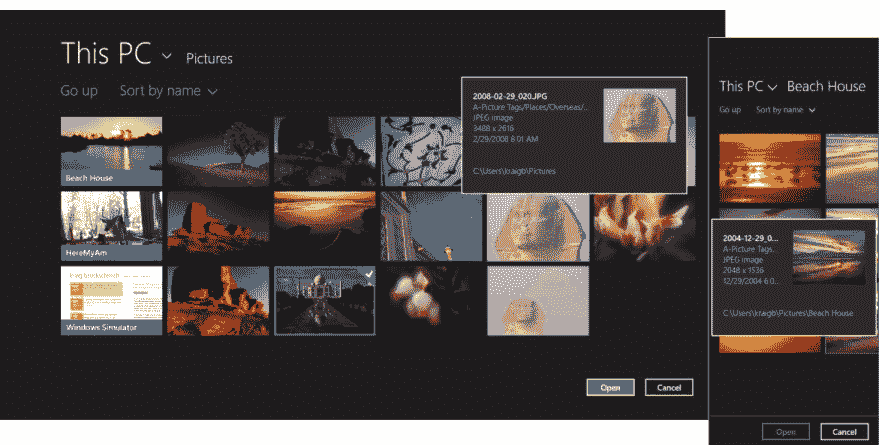 This PC Pictures
Go up Sort by name
2008-02-29_020.JPG
A-Picture Tags/Places/Overseas/...
JPEG image
3488 x 2616
2/29/2008 8:01 AM
C:\Users\kraigb\Pictures
Beach House
HereMyAm
Windows Simulator
Open Cancel
This PC Beach House
Go up Sort by name
2004-12-29_0...
A-Picture Tags...
JPEG image
2048 x 1536
12/29/2004 6:0...
C:\Users\kraigb\Pictures\Beach House
Open Cancel